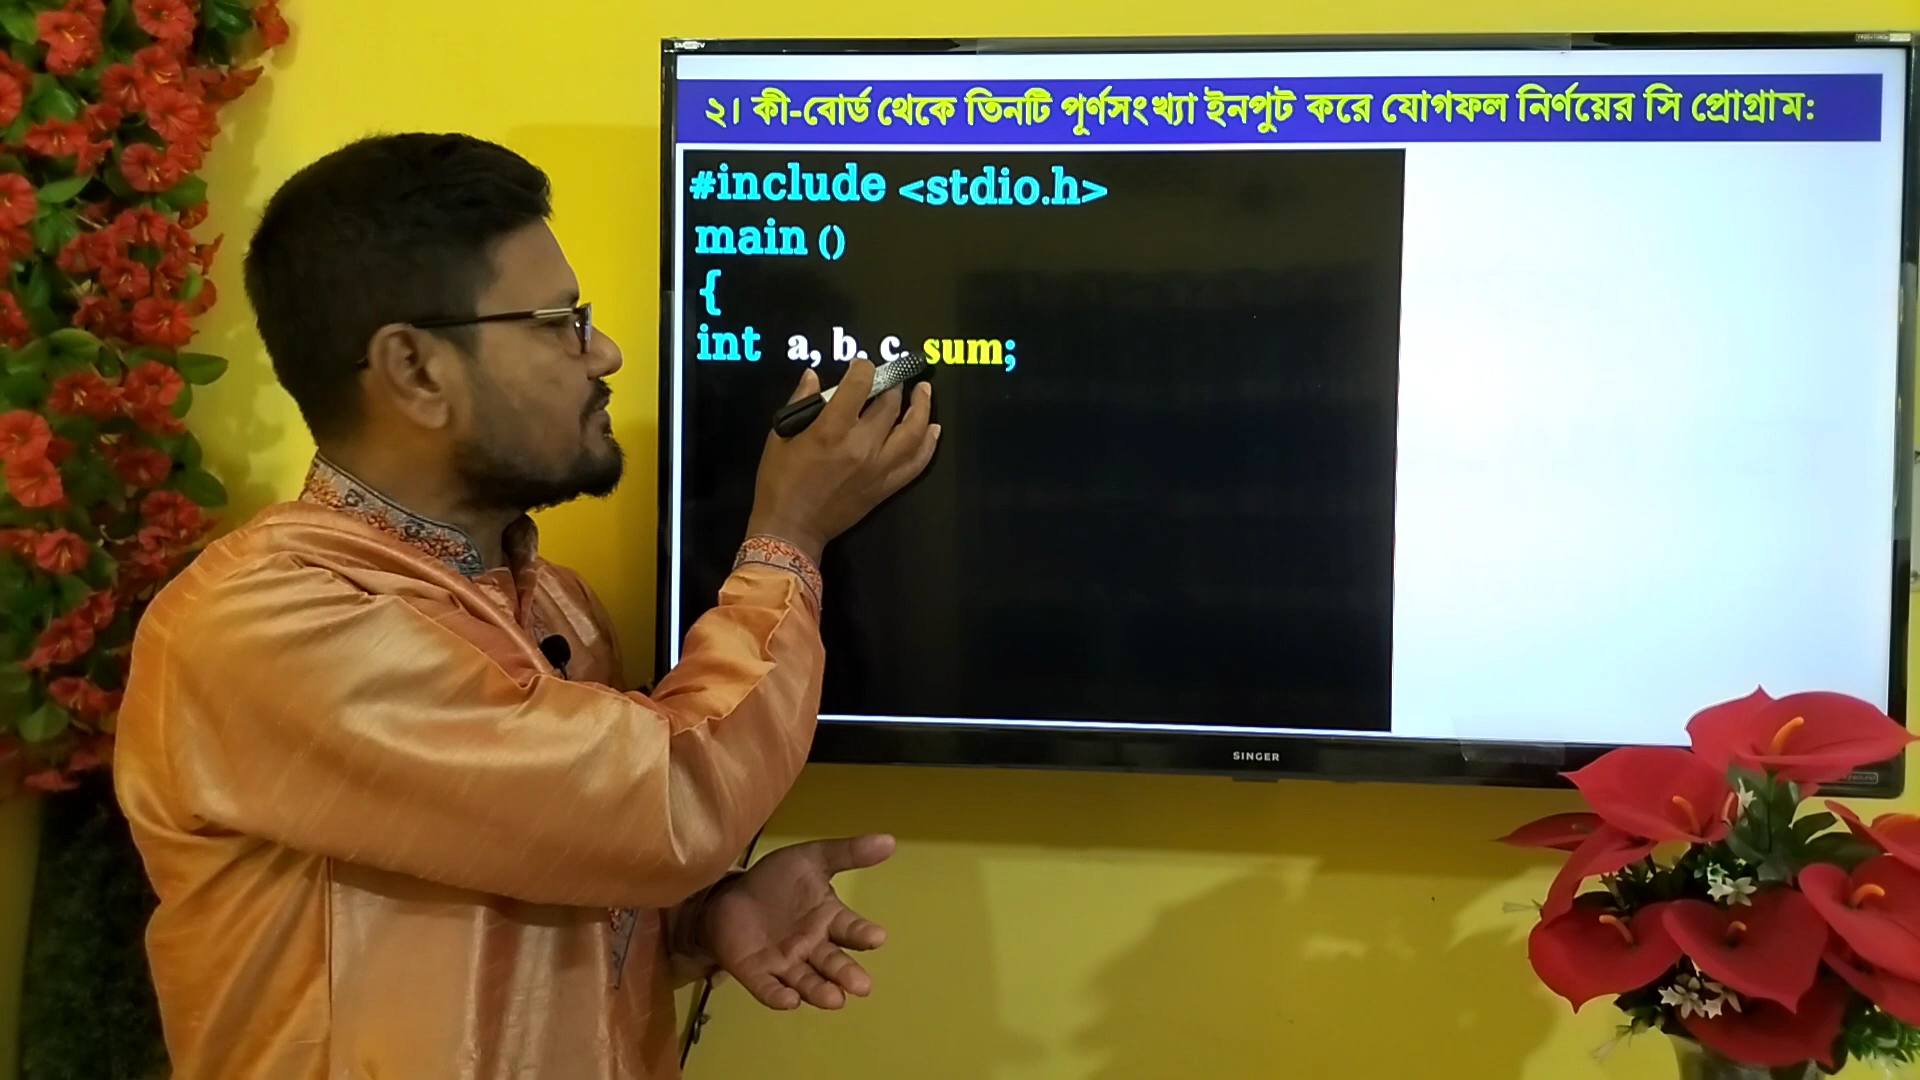 ২। কী-বোর্ড থেকে তিনটি পূর্ণসংখ্যা ইনপুট করে যোগফল নির্ণয়ের সি প্রোগ্রাম:
#include <stdio.h>
main ()
{
int a, b, c, sum;
SINGER